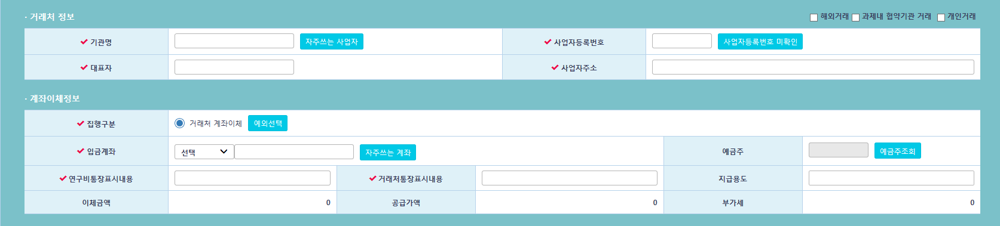 · 거래처 정보 해외거래 과제내 협약기관 거래 개인거래
기관명 자주쓰는 사업자 사업자등록번호 사업자등록번호 미확인
대표자 사업자주소
· 계좌이체정보
집행구분 거래처 계좌이체 예외선택
입금계좌 선택 자주쓰는 계좌 예금주 예금주조회
연구비통장표시내용 거래처통장표시내용 지급용도
이체금액 0 공급가액 0 부가세 0